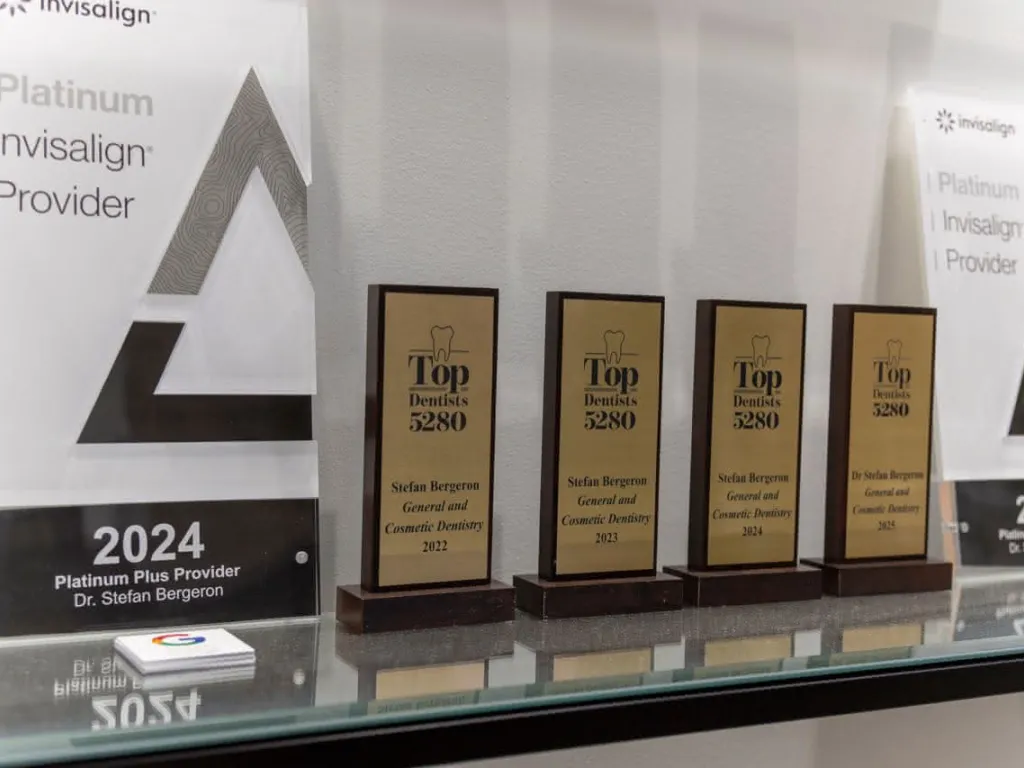 invisalign
Platinum
nvisalign®
Provider
2024
Platinum Plus Provider
Dr. Stefan Bergeron
G
Top
Dentists
5280
Stefan Bergeron
General and
Cosmetic Dentistry
2022
Top
Dentists
5280
Stefan Bergeron
General and
Cosmetic Dentistry
2023
Top
Dentists
5280
Stefan Bergeron
General and
Cosmetic Dentistry
2024
Top
Dentists
5280
Dr Stefan Bergeron
General and
Cosmetic Dentistry
2025
invisalign
Platinum
Invisalign
Provider